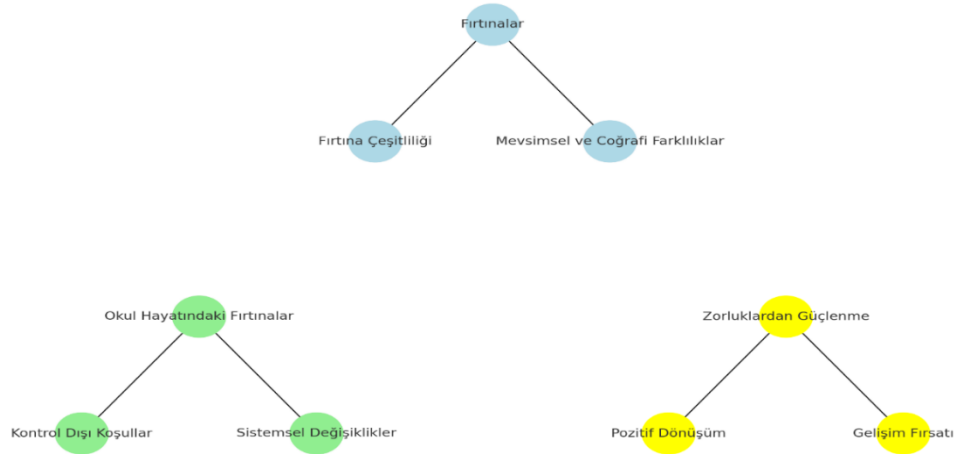 Fırtınalar
Fırtına Çeşitliliği
Mevsimsel ve Coğrafi Farklılıklar
Okul Hayatındaki Fırtınalar
Zorluklardan Güçlenme
Kontrol Dışı Koşullar
Sistemsel Değişiklikler
Pozitif Dönüşüm
Gelişim Fırsatı